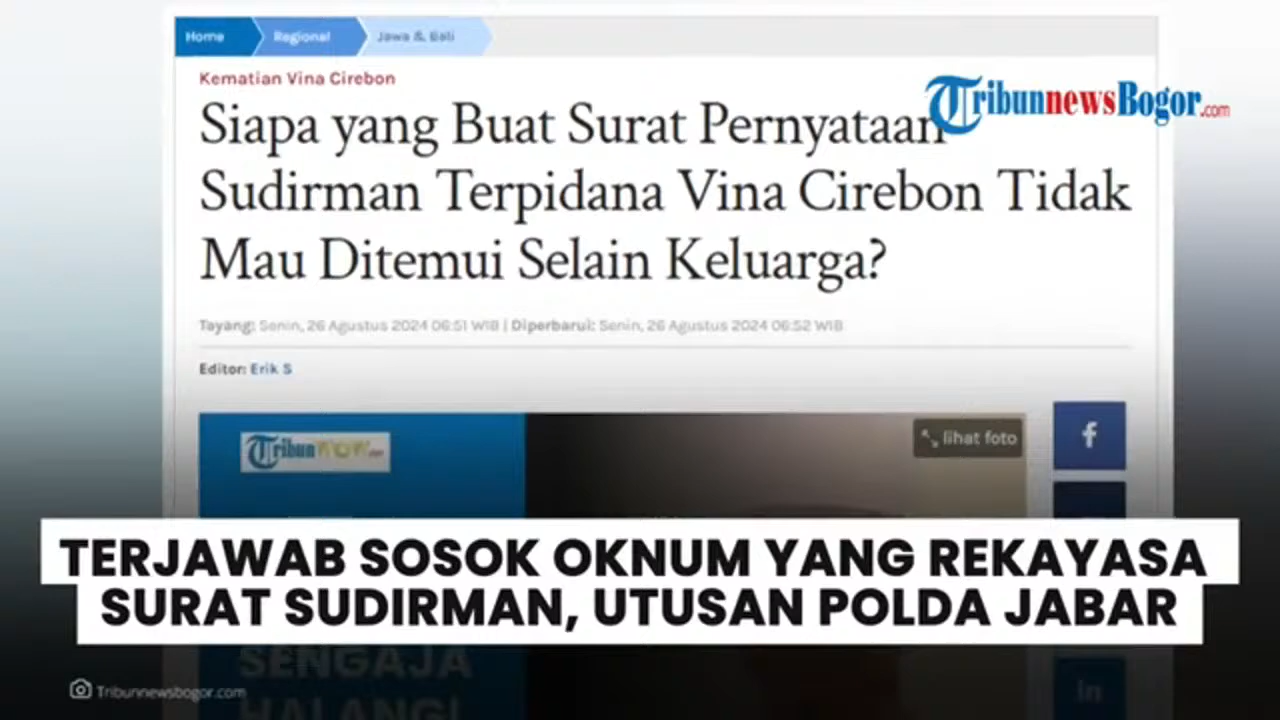 Home Regional Jawa & Bali
Kematian Vina Cirebon
TribunnewsBogor.com
Siapa yang Buat Surat Pernyataan
Sudirman Terpidana Vina Cirebon Tidak
Mau Ditemui Selain Keluarga?
Tayang: Senin, 26 Agustus 2024 06:51 WIB | Diperbarui: Senin, 26 Agustus 2024 06:52 WIB
Editor: Erik S
TribunWOW.com
lihat foto
f
TERJAWAB SOSOK OKNUM YANG REKAYASA
SURAT SUDIRMAN, UTUSAN POLDA JABAR
SENGAJA
HALANGI
in
Tribunnewsbogor.com